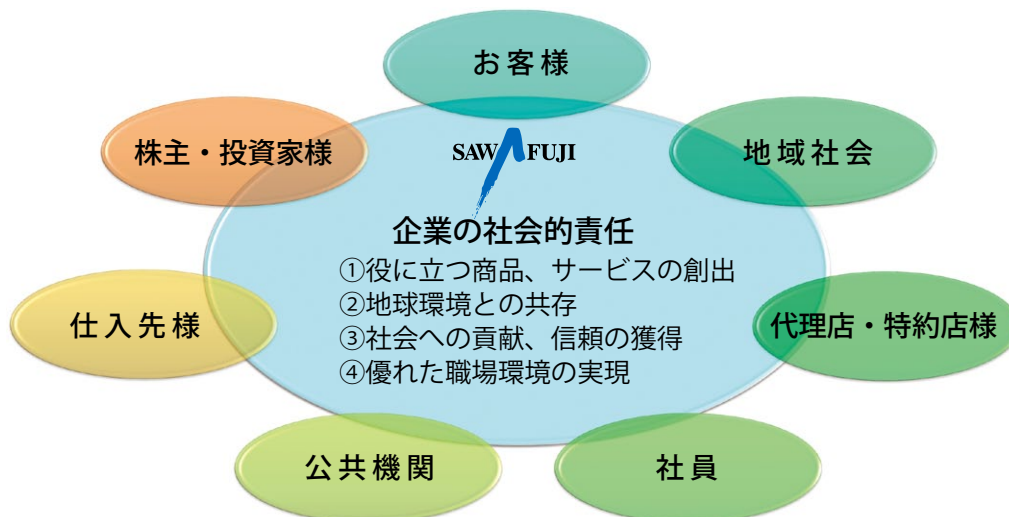 お客様
株主・投資家様
地域社会
SAWAFUJI
企業の社会的責任
①役に立つ商品、サービスの創出
②地球環境との共存
③社会への貢献、信頼の獲得
④優れた職場環境の実現
仕入先様
代理店・特約店様
公共機関
社員